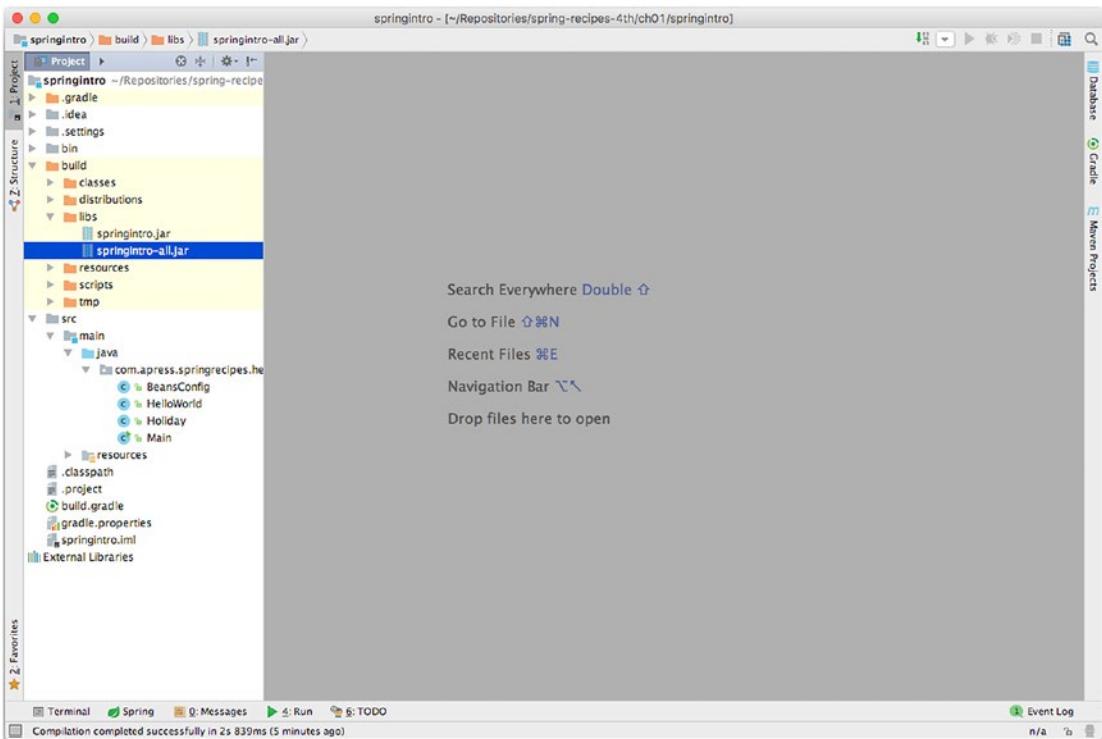 springintro - [~/Repositories/spring-recipes-4th/ch01/springintro]
springintro build libs springintro-all.jar
Project
springintro ~/Repositories/spring-recipe
.gradle
.idea
.settings
bin
build
classes
distributions
libs
springintro.jar
springintro-all.jar
resources
scripts
tmp
src
main
java
com.apress.springrecipes.he
BeansConfig
HelloWorld
Holiday
Main
resources
.classpath
.project
build.gradle
gradle.properties
springintro.iml
External Libraries
1: Project
Z: Structure
2: Favorites
Search Everywhere Double ⇧
Go to File ⇧⌘N
Recent Files ⌘E
Navigation Bar ⌥↖
Drop files here to open
Database
Gradle
Maven Projects
Terminal Spring 0: Messages 4: Run 6: TODO 1 Event Log
Compilation completed successfully in 2s 839ms (5 minutes ago) n/a